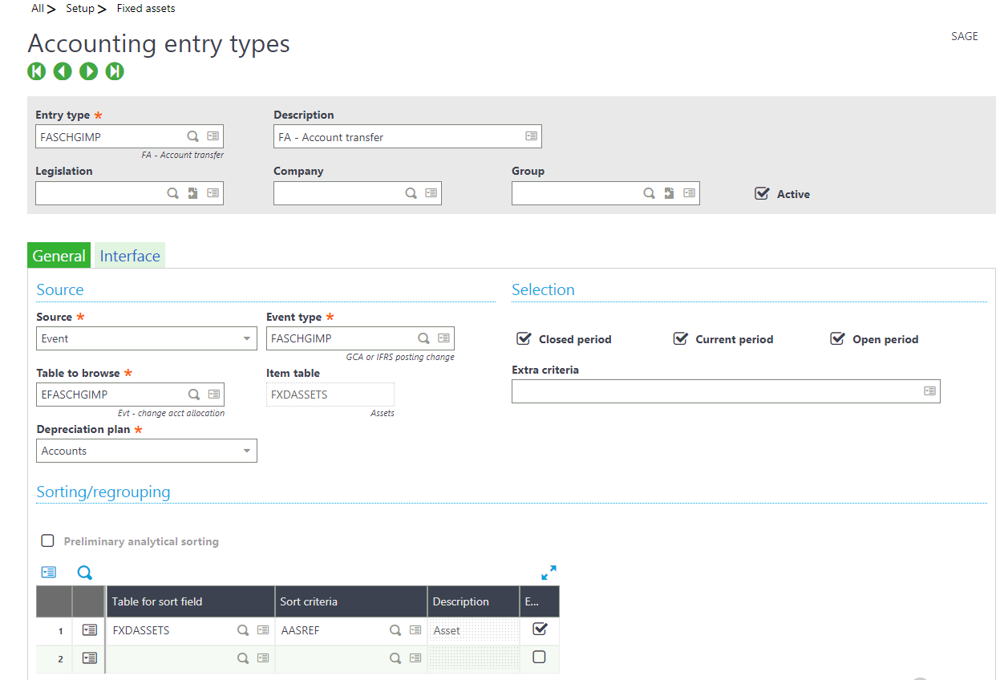 All > Setup > Fixed assets
Accounting entry types
SAGE
Entry type *
Description
FASCHGIMP
FA - Account transfer
FA - Account transfer
Legislation
Company
Group
Active
General
Interface
Source
Selection
Source *
Event type *
Event
FASCHGIMP
Closed period
Current period
Open period
GCA or IFRS posting change
Table to browse *
Item table
Extra criteria
EFASCHGIMP
FXDASSETS
Evt - change acct allocation
Assets
Depreciation plan *
Accounts
Sorting/regrouping
Preliminary analytical sorting
Table for sort field Sort criteria Description E...
1 FXDASSETS AASREF Asset
2